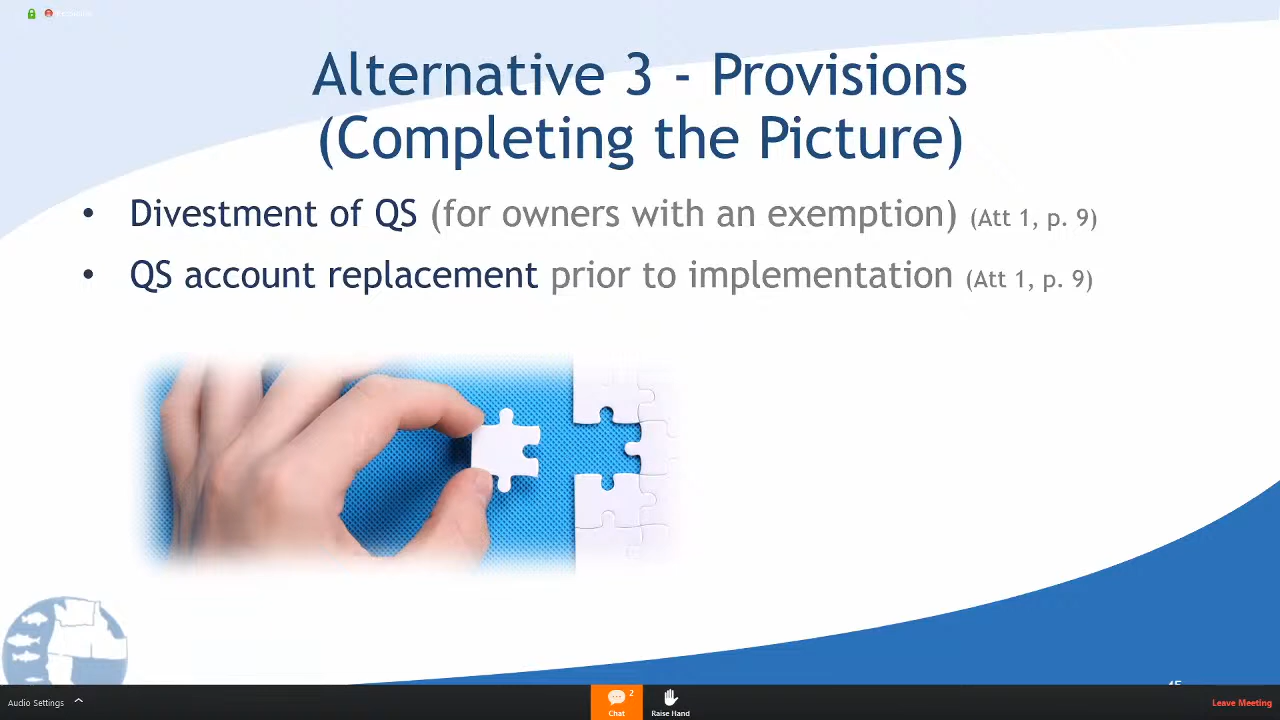 Alternative 3 - Provisions
(Completing the Picture)
• Divestment of QS (for owners with an exemption) (Att 1, p. 9)
• QS account replacement prior to implementation (Att 1, p. 9)
Audio Settings
2
Chat
Raise Hand
Leave Meeting